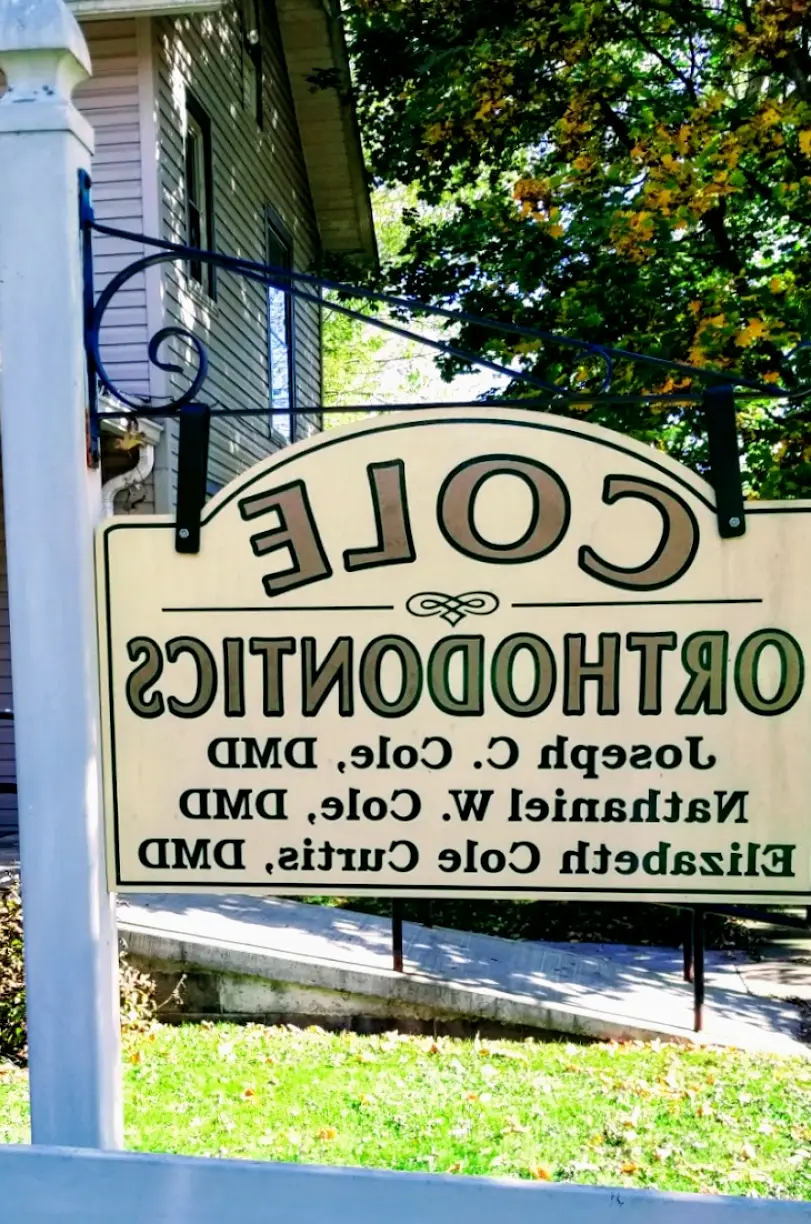 COLE
ORTHODONTICS
Joseph C. Cole, DMD
Nathaniel W. Cole, DMD
Elizabeth Cole Curtis, DMD